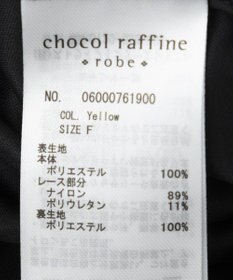 chocol raffine
❖ robe ❖
NO. 06000761900
COL. Yellow
SIZE F
表生地
本体
ポリエステル 100%
レース部分
ナイロン 89%
ポリウレタン 11%
裏生地
ポリエステル 100%